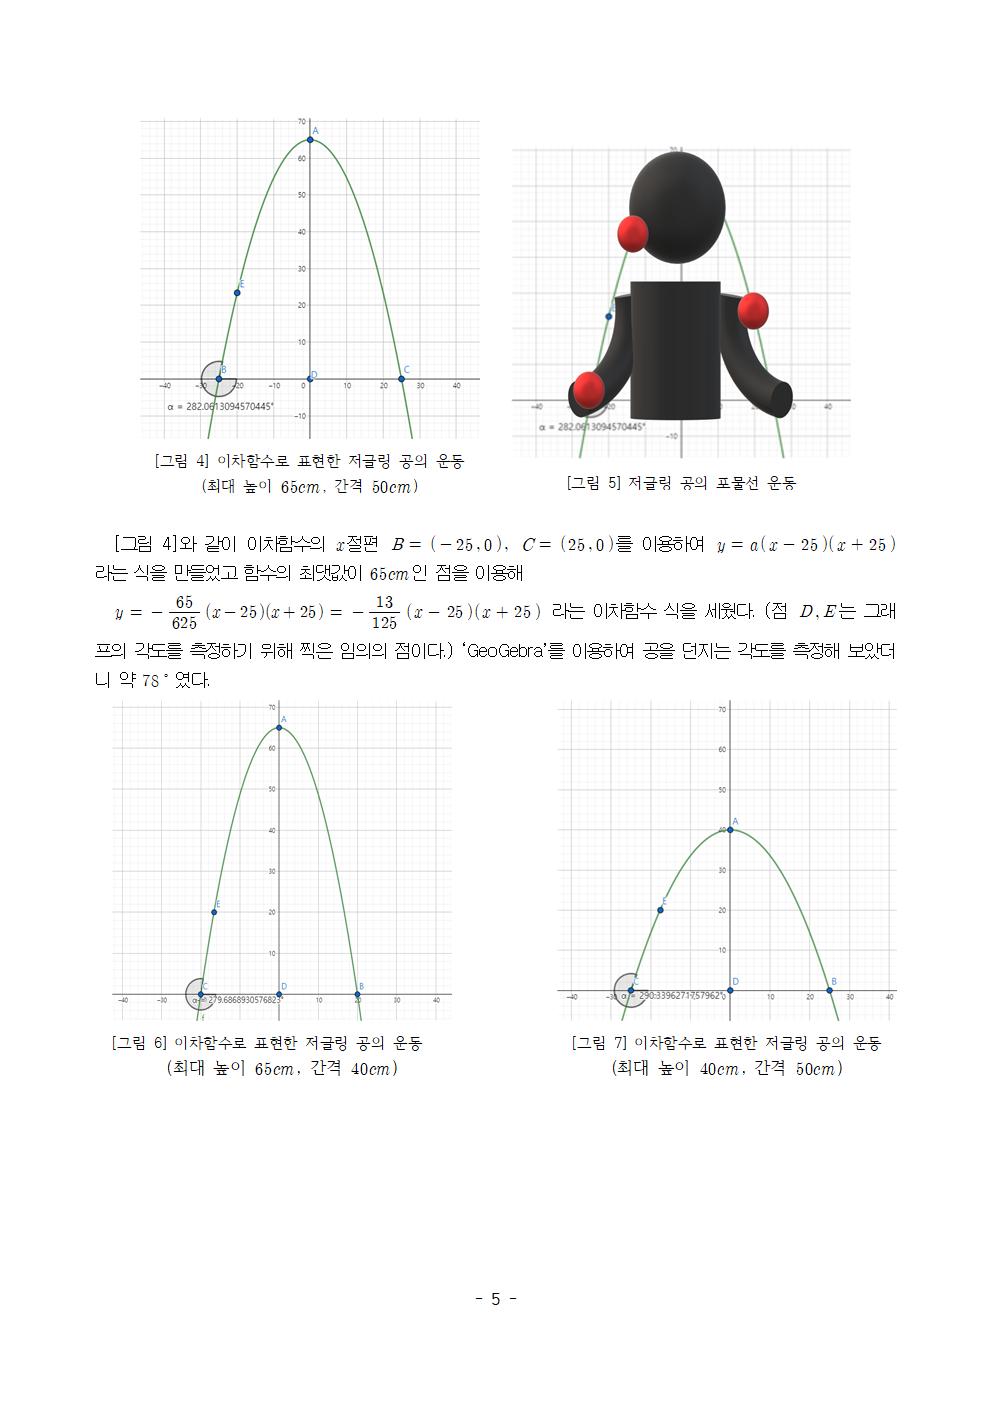 70
A
60
50
40
30
E
20
10
B
D
C
−40
−30
−20
−10
0
10
20
30
40
α = 282.0613094570445°
−10
70
−40
−20
40
α = 282.0613094570445°
−10
[그림 4] 이차함수로 표현한 저글링 공의 운동
(최대 높이 65cm, 간격 50cm)
[그림 5] 저글링 공의 포물선 운동
[그림 4]와 같이 이차함수의 x절편 B = (−25,0), C = (25,0)를 이용하여 y = a(x − 25)(x + 25)
라는 식을 만들었고 함수의 최댓값이 65cm인 점을 이용해
y = − 65/625 (x−25)(x+25) = − 13/125 (x − 25)(x + 25) 라는 이차함수 식을 세웠다. (점 D, E는 그래
프의 각도를 측정하기 위해 찍은 임의의 점이다.) ‘GeoGebra’를 이용하여 공을 던지는 각도를 측정해 보았더
니 약 78° 였다.
70
A
60
50
40
30
E
20
10
C
D
B
−40
−30
α = 279.6868930576823°
10
20
30
40
70
60
50
A
40
30
E
20
10
C
D
B
−40
−30
α = 290.3396271757962°
0
10
20
30
40
[그림 6] 이차함수로 표현한 저글링 공의 운동
(최대 높이 65cm, 간격 40cm)
[그림 7] 이차함수로 표현한 저글링 공의 운동
(최대 높이 40cm, 간격 50cm)
- 5 -